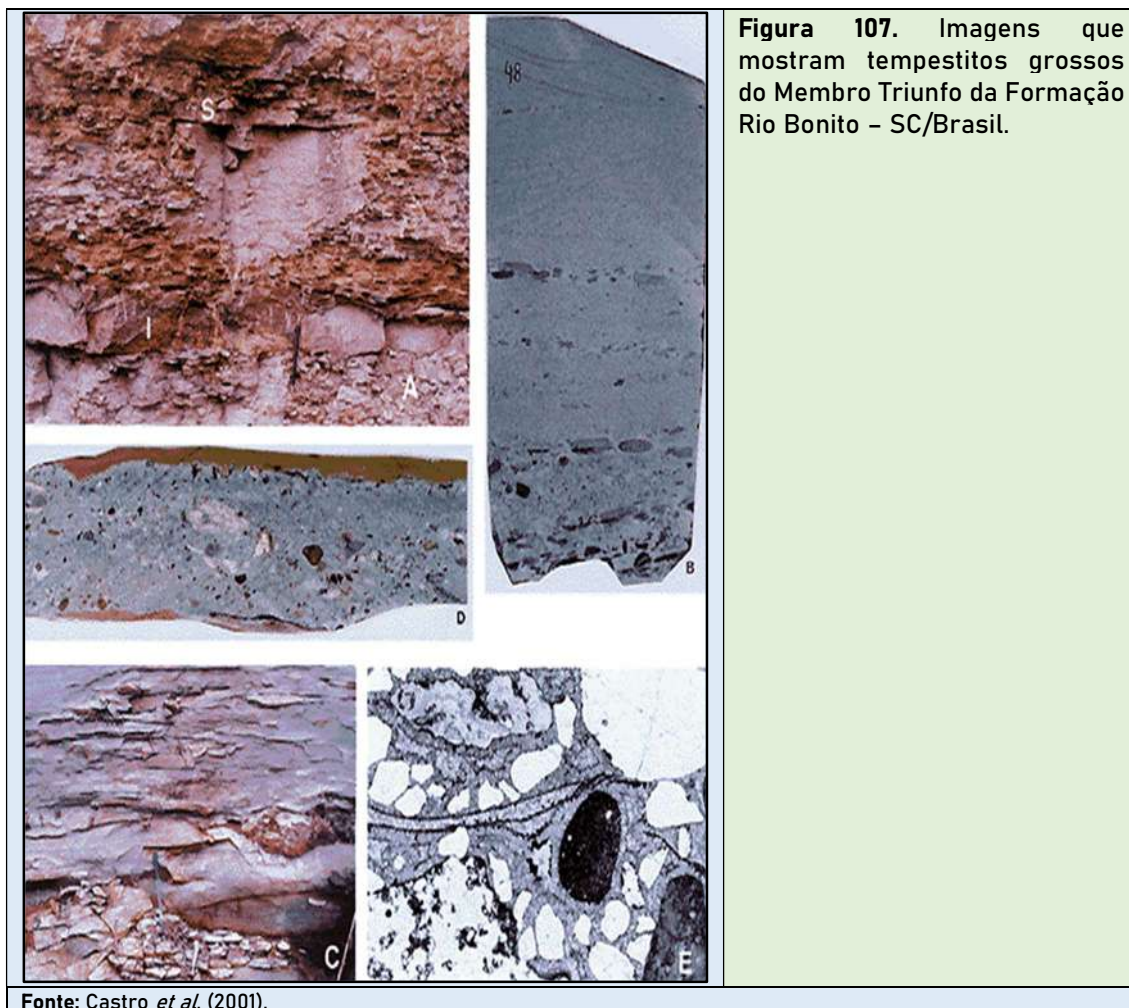 Figura 107. Imagens que
mostram tempestitos grossos
do Membro Triunfo da Formação
Rio Bonito – SC/Brasil.
48
S
I
A
B
D
C
E
Fonte: Castro et al. (2001).